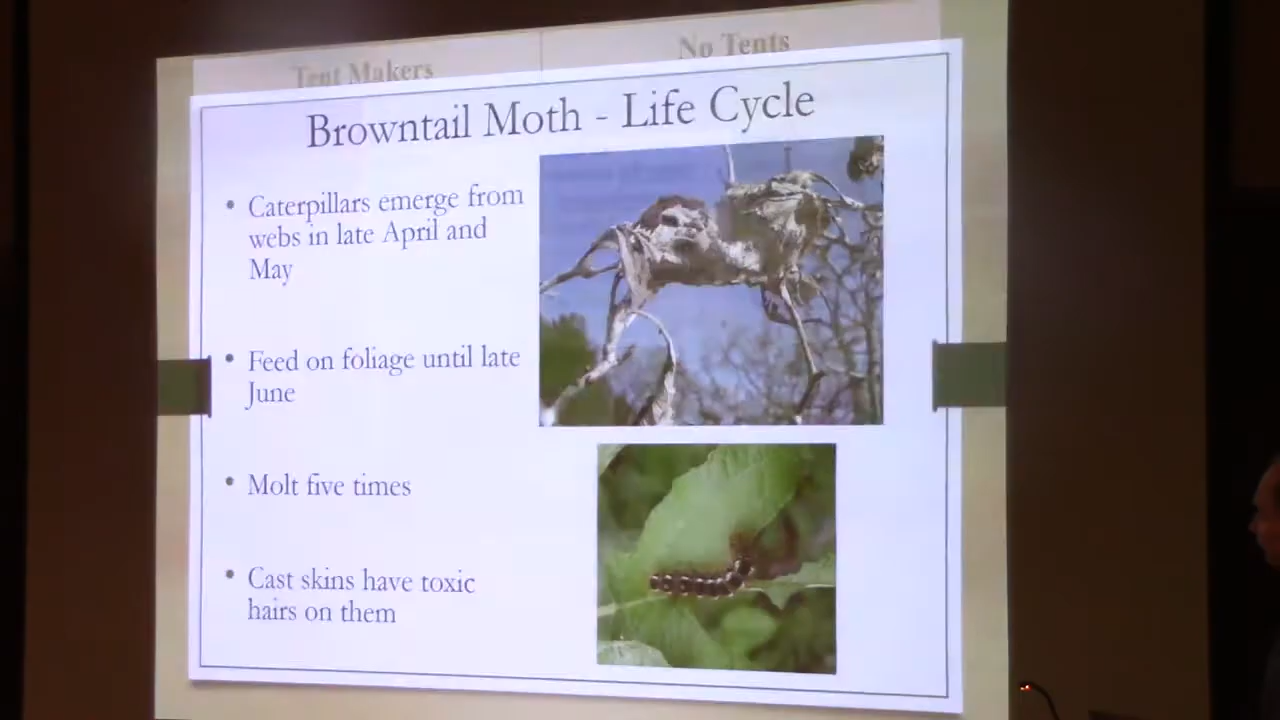 Tent Makers
No Tents
Browntail Moth - Life Cycle
• Caterpillars emerge from
webs in late April and
May
• Feed on foliage until late
June
• Molt five times
• Cast skins have toxic
hairs on them